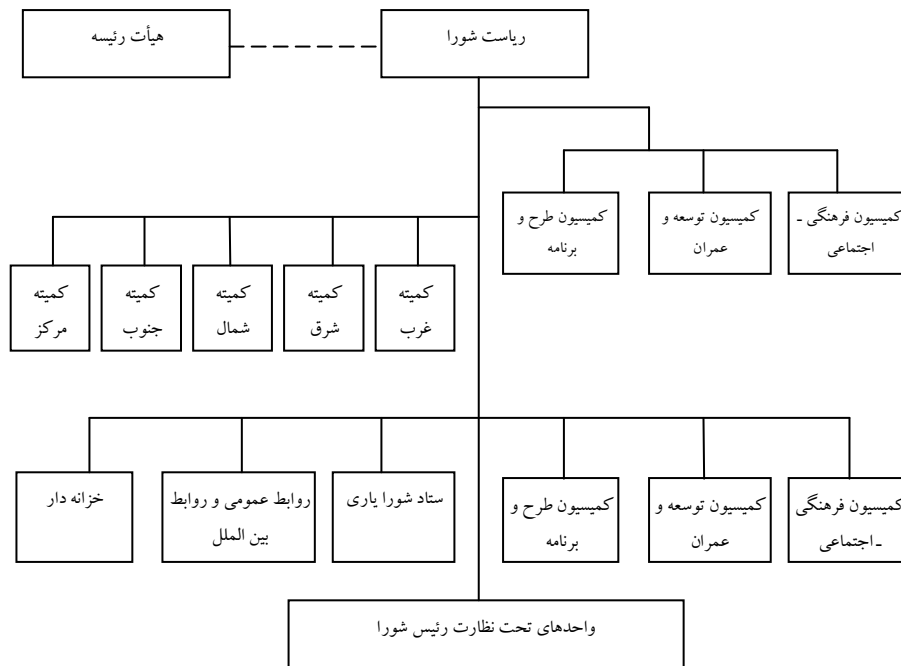 ریاست شورا
هیأت رئیسه
کمیسیون فرهنگی ـ
اجتماعی
کمیسیون توسعه و
عمران
کمیسیون طرح و
برنامه
کمیته
غرب
کمیته
شرق
کمیته
شمال
کمیته
جنوب
کمیته
مرکز
کمیسیون فرهنگی
ـ اجتماعی
کمیسیون توسعه و
عمران
کمیسیون طرح و
برنامه
ستاد شورا یاری
روابط عمومی و روابط
بین الملل
خزانه دار
واحدهای تحت نظارت رئیس شورا